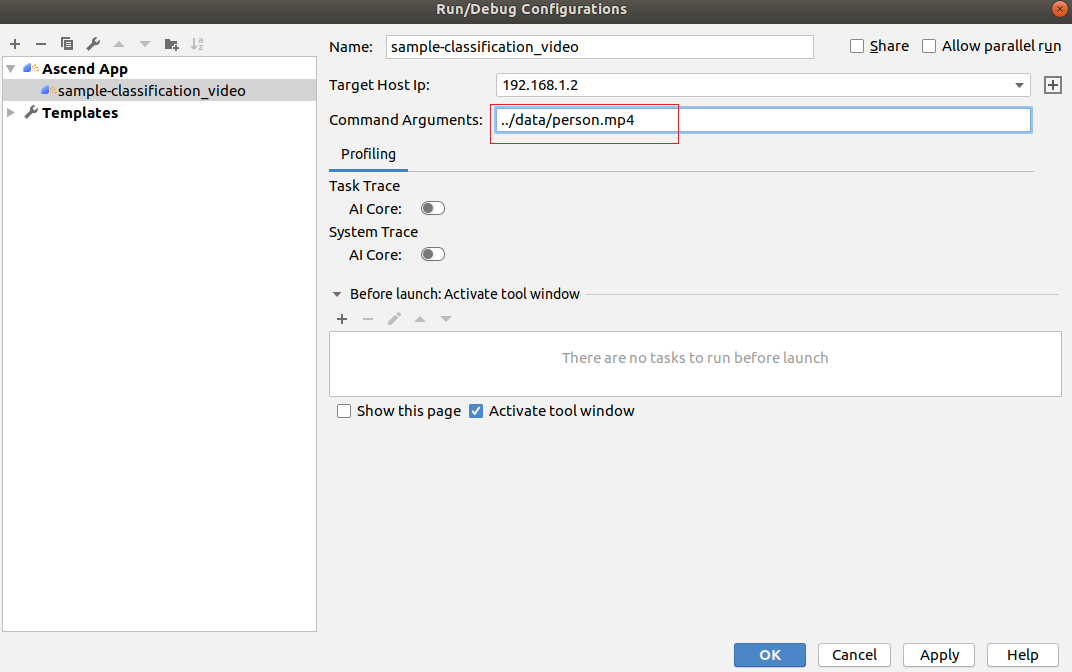 Run/Debug Configurations
Name: sample-classification_video Share Allow parallel run
Ascend App
sample-classification_video
Templates
Target Host Ip: 192.168.1.2
Command Arguments: ../data/person.mp4
Profiling
Task Trace
AI Core:
System Trace
AI Core:
Before launch: Activate tool window
There are no tasks to run before launch
Show this page Activate tool window
OK Cancel Apply Help